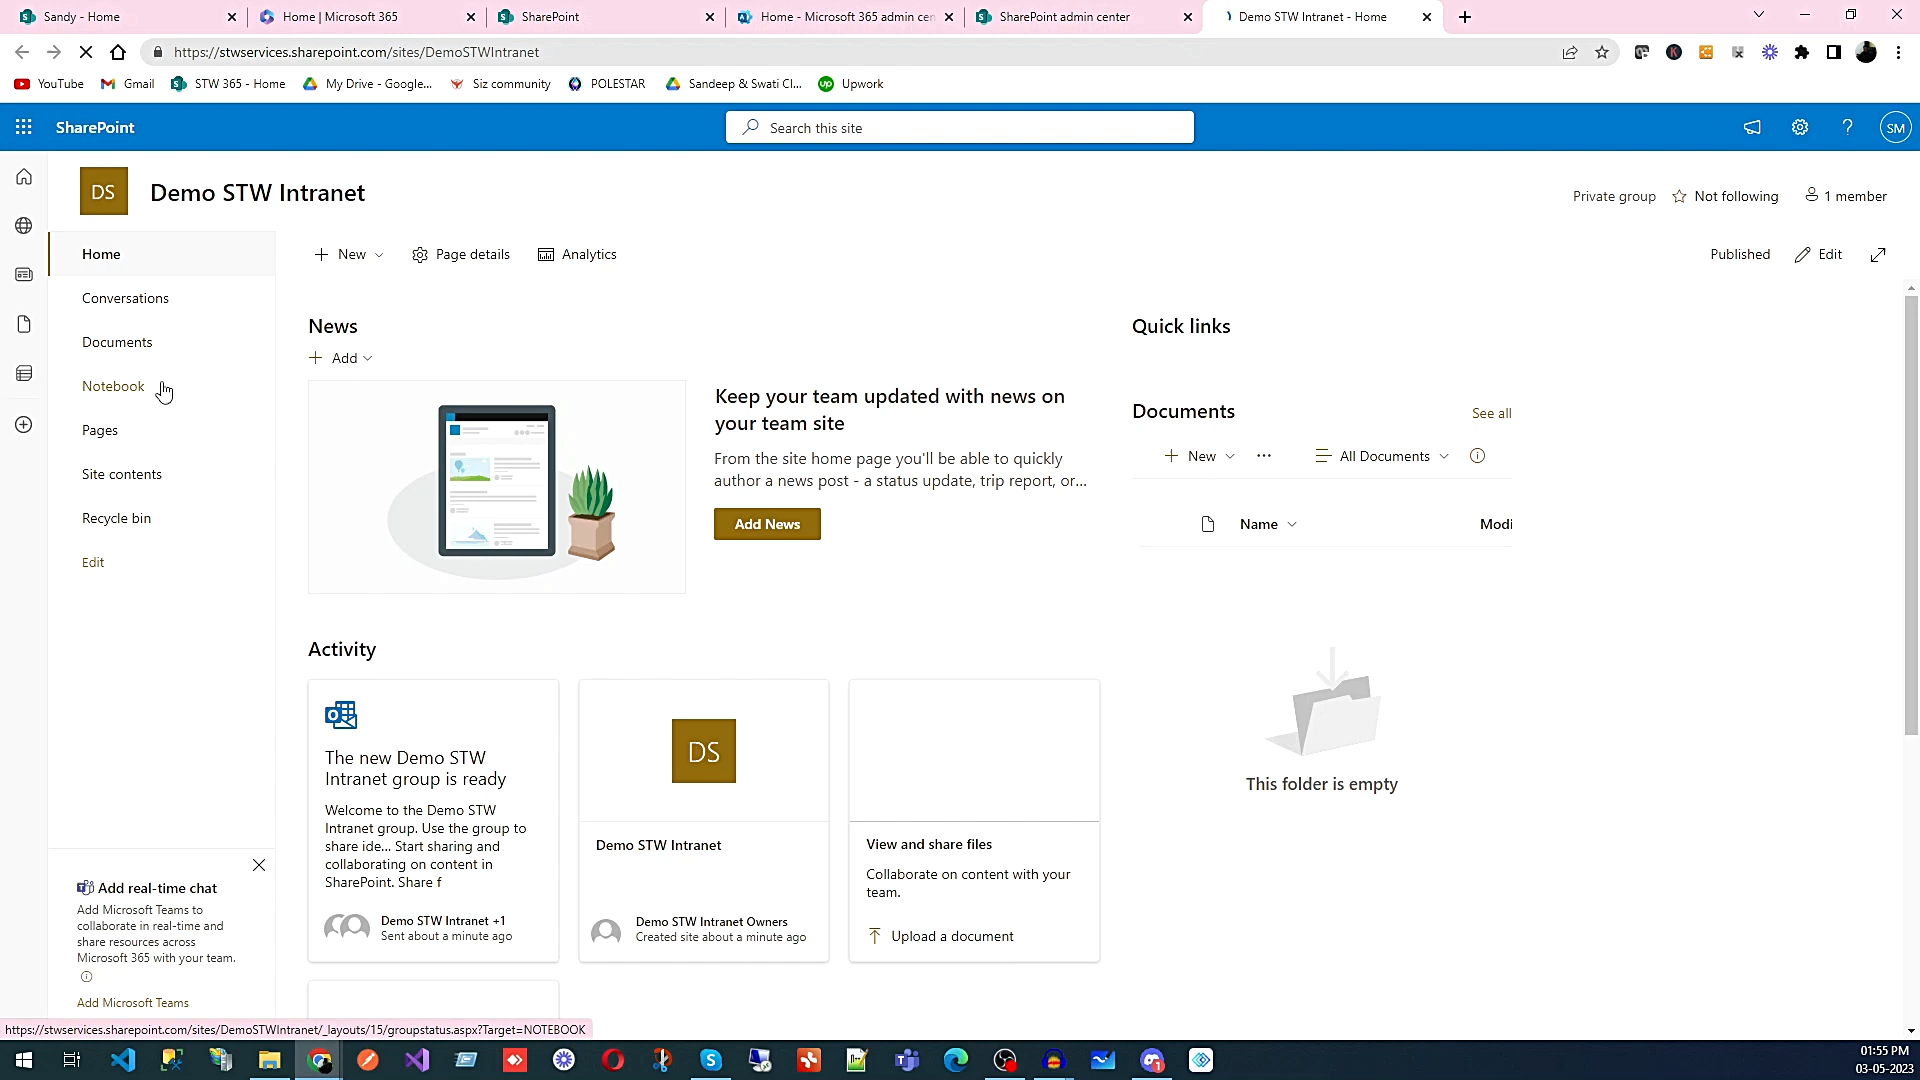 Sandy - Home
Home | Microsoft 365
SharePoint
Home - Microsoft 365 admin cen
SharePoint admin center
Demo STW Intranet - Home
https://stwservices.sharepoint.com/sites/DemoSTWIntranet
YouTube
Gmail
STW 365 - Home
My Drive - Google...
Siz community
POLESTAR
Sandeep & Swati Cl...
Upwork
SharePoint
Search this site
SM
DS
Demo STW Intranet
Private group
Not following
1 member
Home
Conversations
Documents
Notebook
Pages
Site contents
Recycle bin
Edit
New
Page details
Analytics
Published
Edit
News
Add
Keep your team updated with news on
your team site
From the site home page you'll be able to quickly
author a news post - a status update, trip report, or...
Add News
Quick links
Documents
See all
New
All Documents
Name
Modi
This folder is empty
Activity
The new Demo STW
Intranet group is ready
Welcome to the Demo STW
Intranet group. Use the group to
share ide... Start sharing and
collaborating on content in
SharePoint. Share f
Demo STW Intranet +1
Sent about a minute ago
DS
Demo STW Intranet
Demo STW Intranet Owners
Created site about a minute ago
View and share files
Collaborate on content with your
team.
Upload a document
Add real-time chat
Add Microsoft Teams to
collaborate in real-time and
share resources across
Microsoft 365 with your team.
Add Microsoft Teams
https://stwservices.sharepoint.com/sites/DemoSTWIntranet/_layouts/15/groupstatus.aspx?Target=NOTEBOOK
01:55 PM
03-05-2023